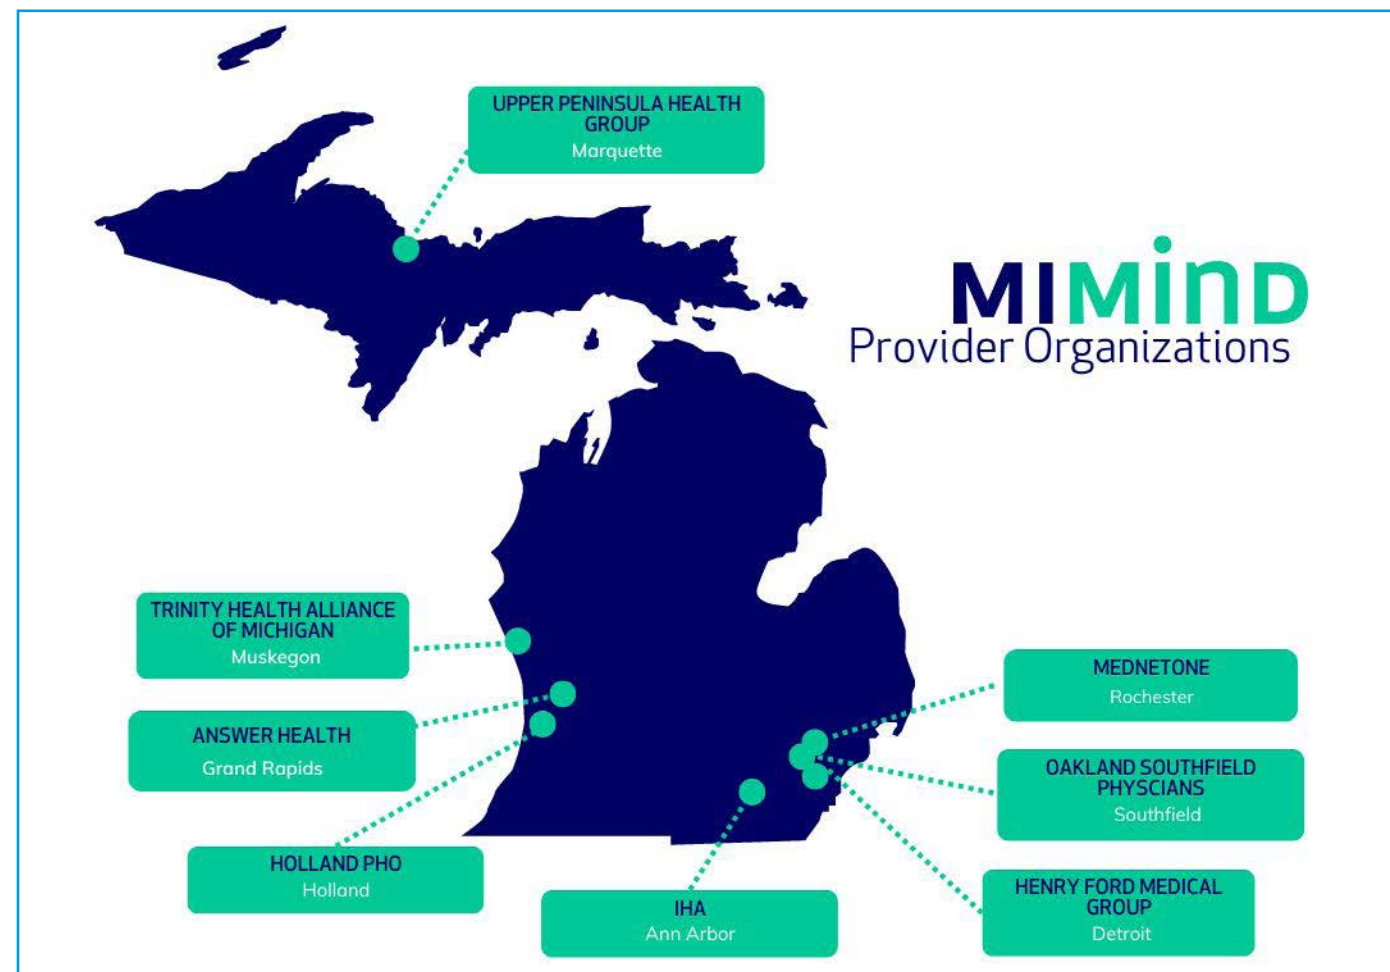 UPPER PENINSULA HEALTH
GROUP
Marquette
MIMIND
Provider Organizations
TRINITY HEALTH ALLIANCE
OF MICHIGAN
Muskegon
ANSWER HEALTH
Grand Rapids
HOLLAND PHO
Holland
IHA
Ann Arbor
MEDNETONE
Rochester
OAKLAND SOUTHFIELD
PHYSCIANS
Southfield
HENRY FORD MEDICAL
GROUP
Detroit